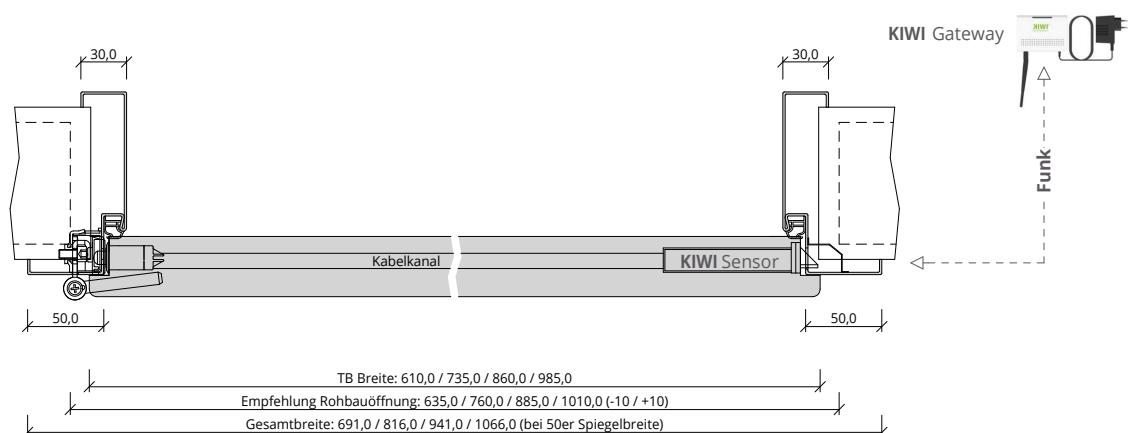 KIWI Gateway
KIWI
30,0
30,0
Funk
Kabelkanal
KIWI Sensor
50,0
50,0
TB Breite: 610,0 / 735,0 / 860,0 / 985,0
Empfehlung Rohbauöffnung: 635,0 / 760,0 / 885,0 / 1010,0 (-10 / +10)
Gesamtbreite: 691,0 / 816,0 / 941,0 / 1066,0 (bei 50er Spiegelbreite)